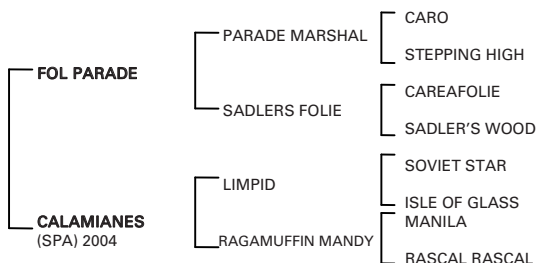 CARO
PARADE MARSHAL
STEPPING HIGH
FOL PARADE
CAREAFOLIE
SADLERS FOLIE
SADLER'S WOOD
SOVIET STAR
LIMPID
ISLE OF GLASS
CALAMIANES
(SPA) 2004
MANILA
RAGAMUFFIN MANDY
RASCAL RASCAL